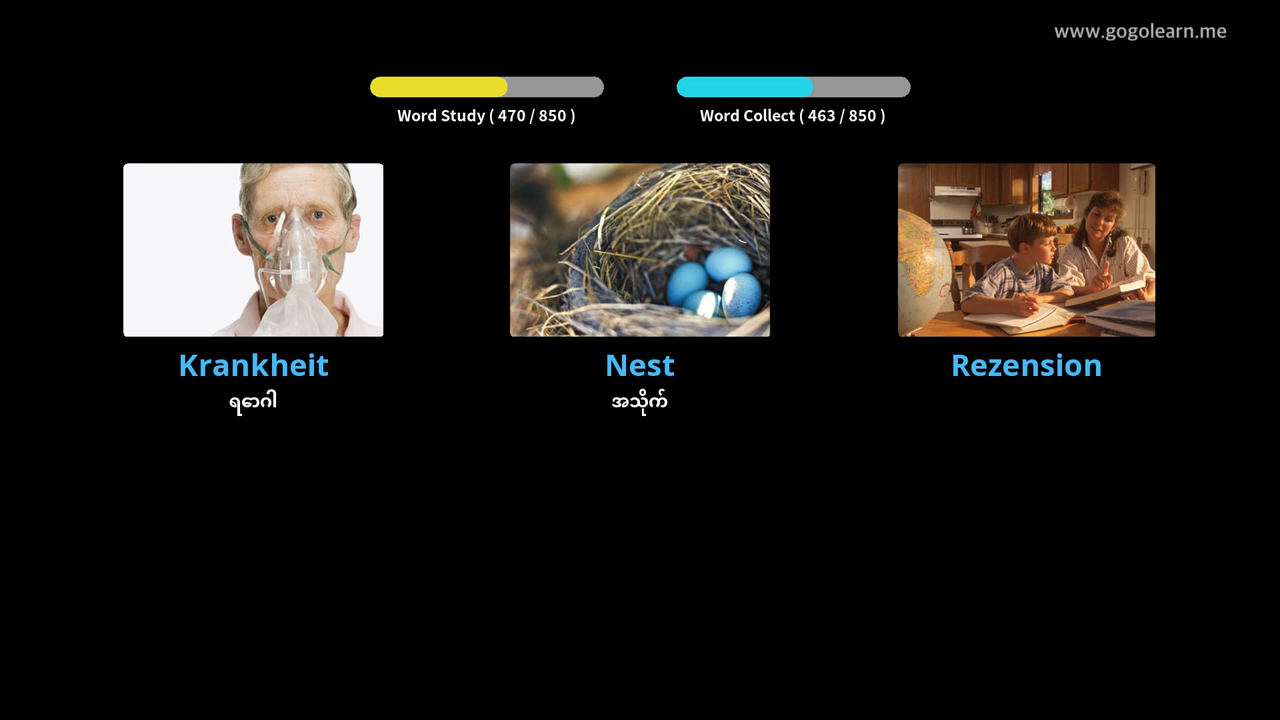 www.gogolearn.me
Word Study ( 470 / 850 )
Word Collect ( 463 / 850 )
Krankheit
ရောဂါ
Nest
အသိုက်
Rezension